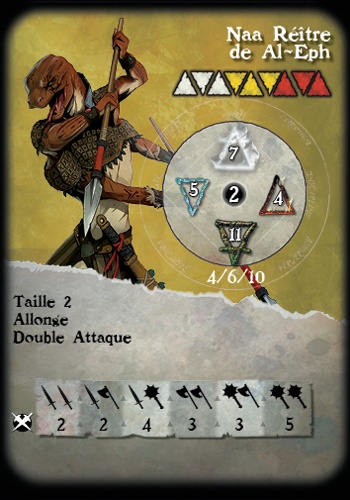 Naa Réître
de Al~Eph
7
5
2
4
11
4/6/10
Taille 2
Allonge
Double Attaque
2 2 4 3 3 5